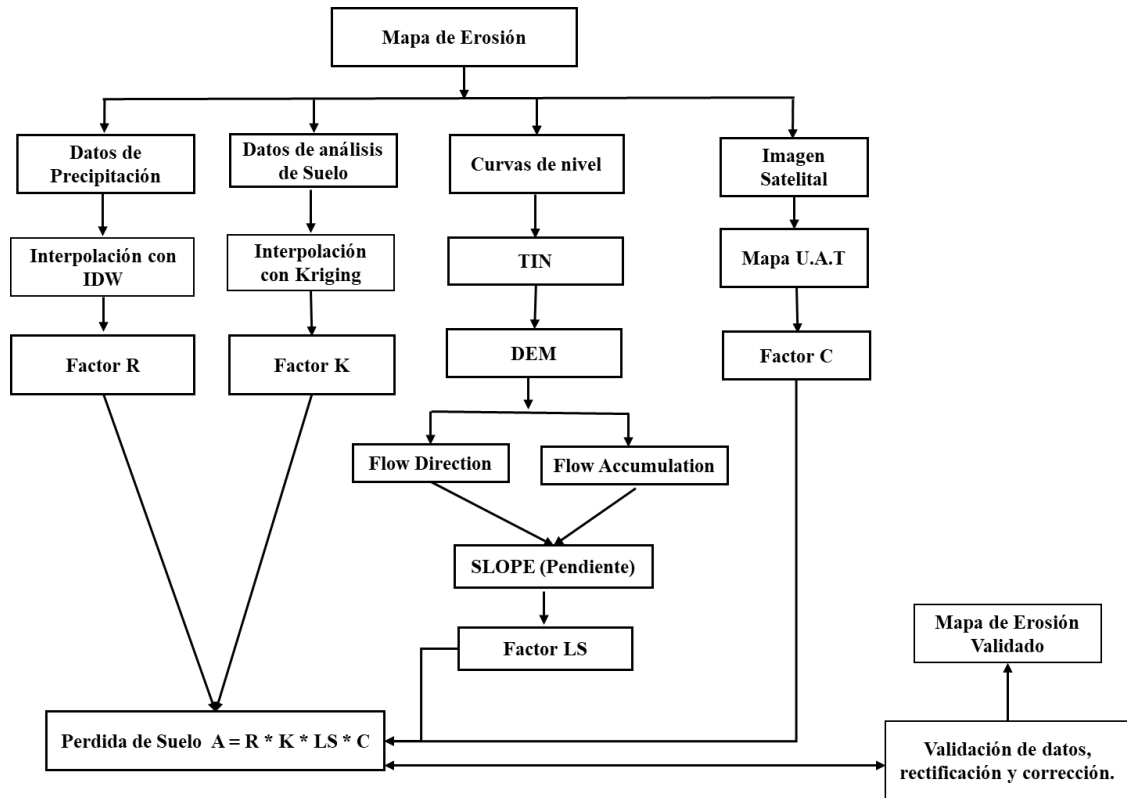 Mapa de Erosión
Datos de
Precipitación
Datos de análisis
de Suelo
Curvas de nivel
Imagen
Satelital
Interpolación con
IDW
Interpolación
con Kriging
TIN
Mapa U.A.T
Factor R
Factor K
DEM
Factor C
Flow Direction
Flow Accumulation
SLOPE (Pendiente)
Factor LS
Mapa de Erosión
Validado
Perdida de Suelo A = R * K * LS * C
Validación de datos,
rectificación y corrección.